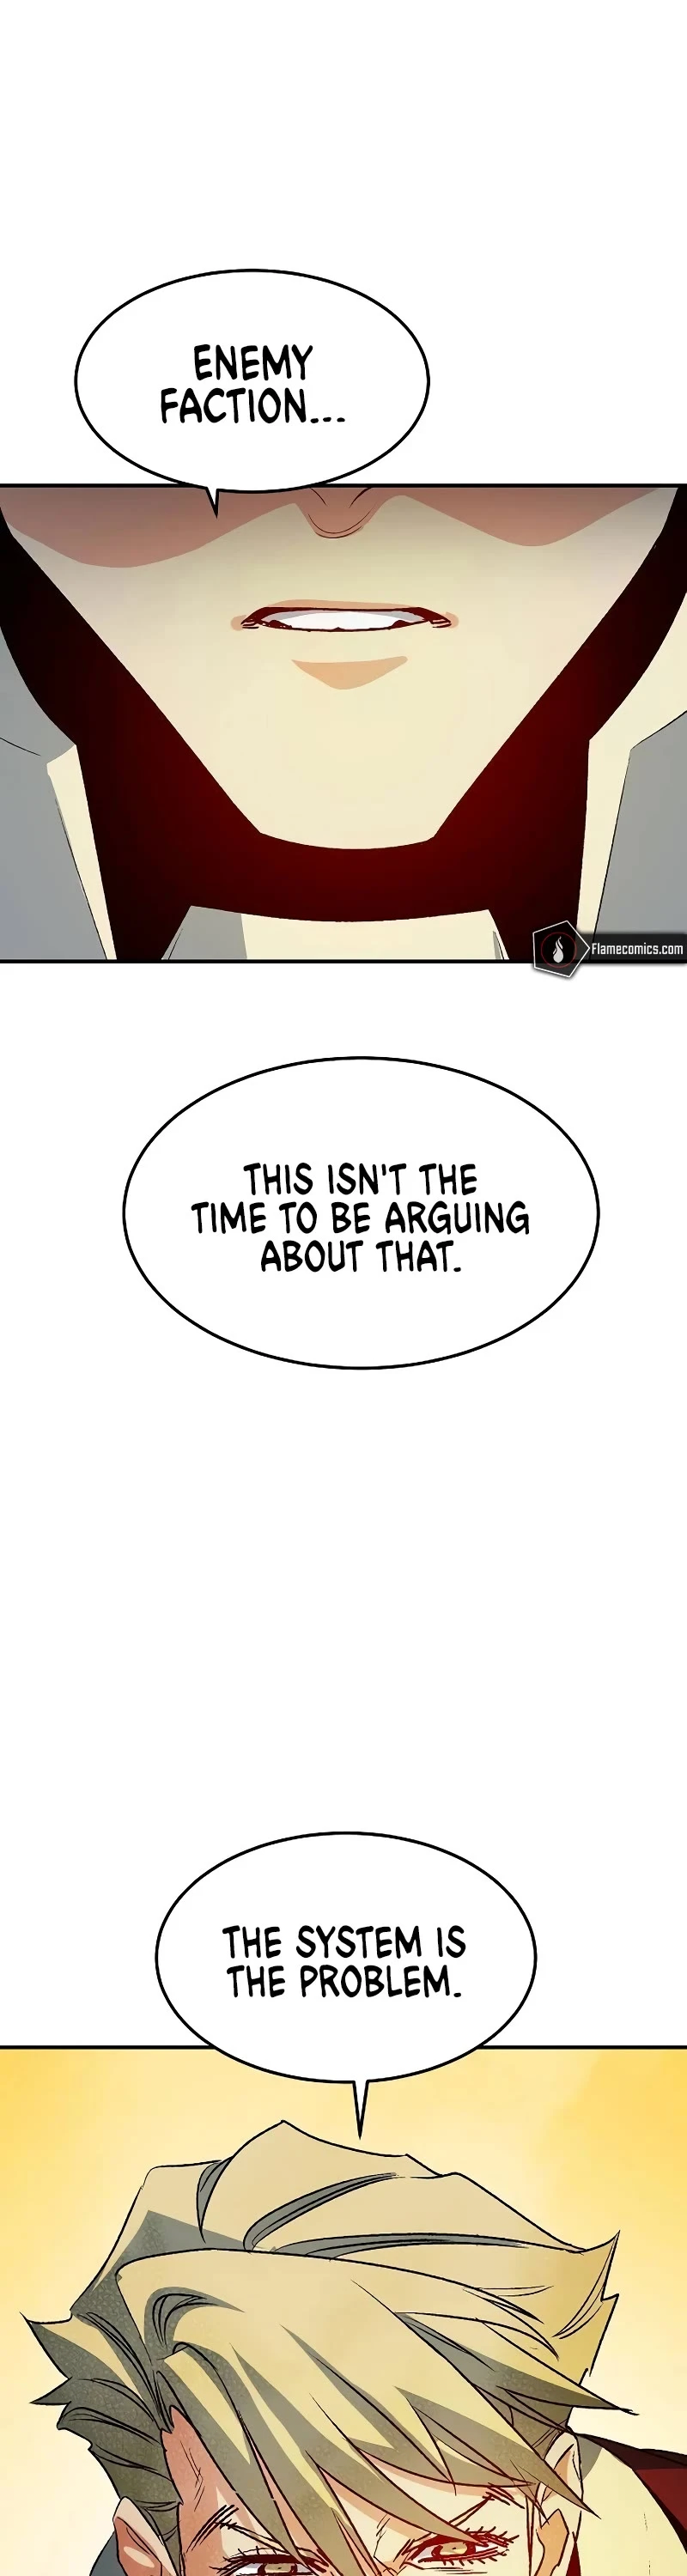 ENEMY
FACTION...
Flamecomics.com
THIS ISN'T THE
TIME TO BE ARGUING
ABOUT THAT.
THE SYSTEM IS
THE PROBLEM.